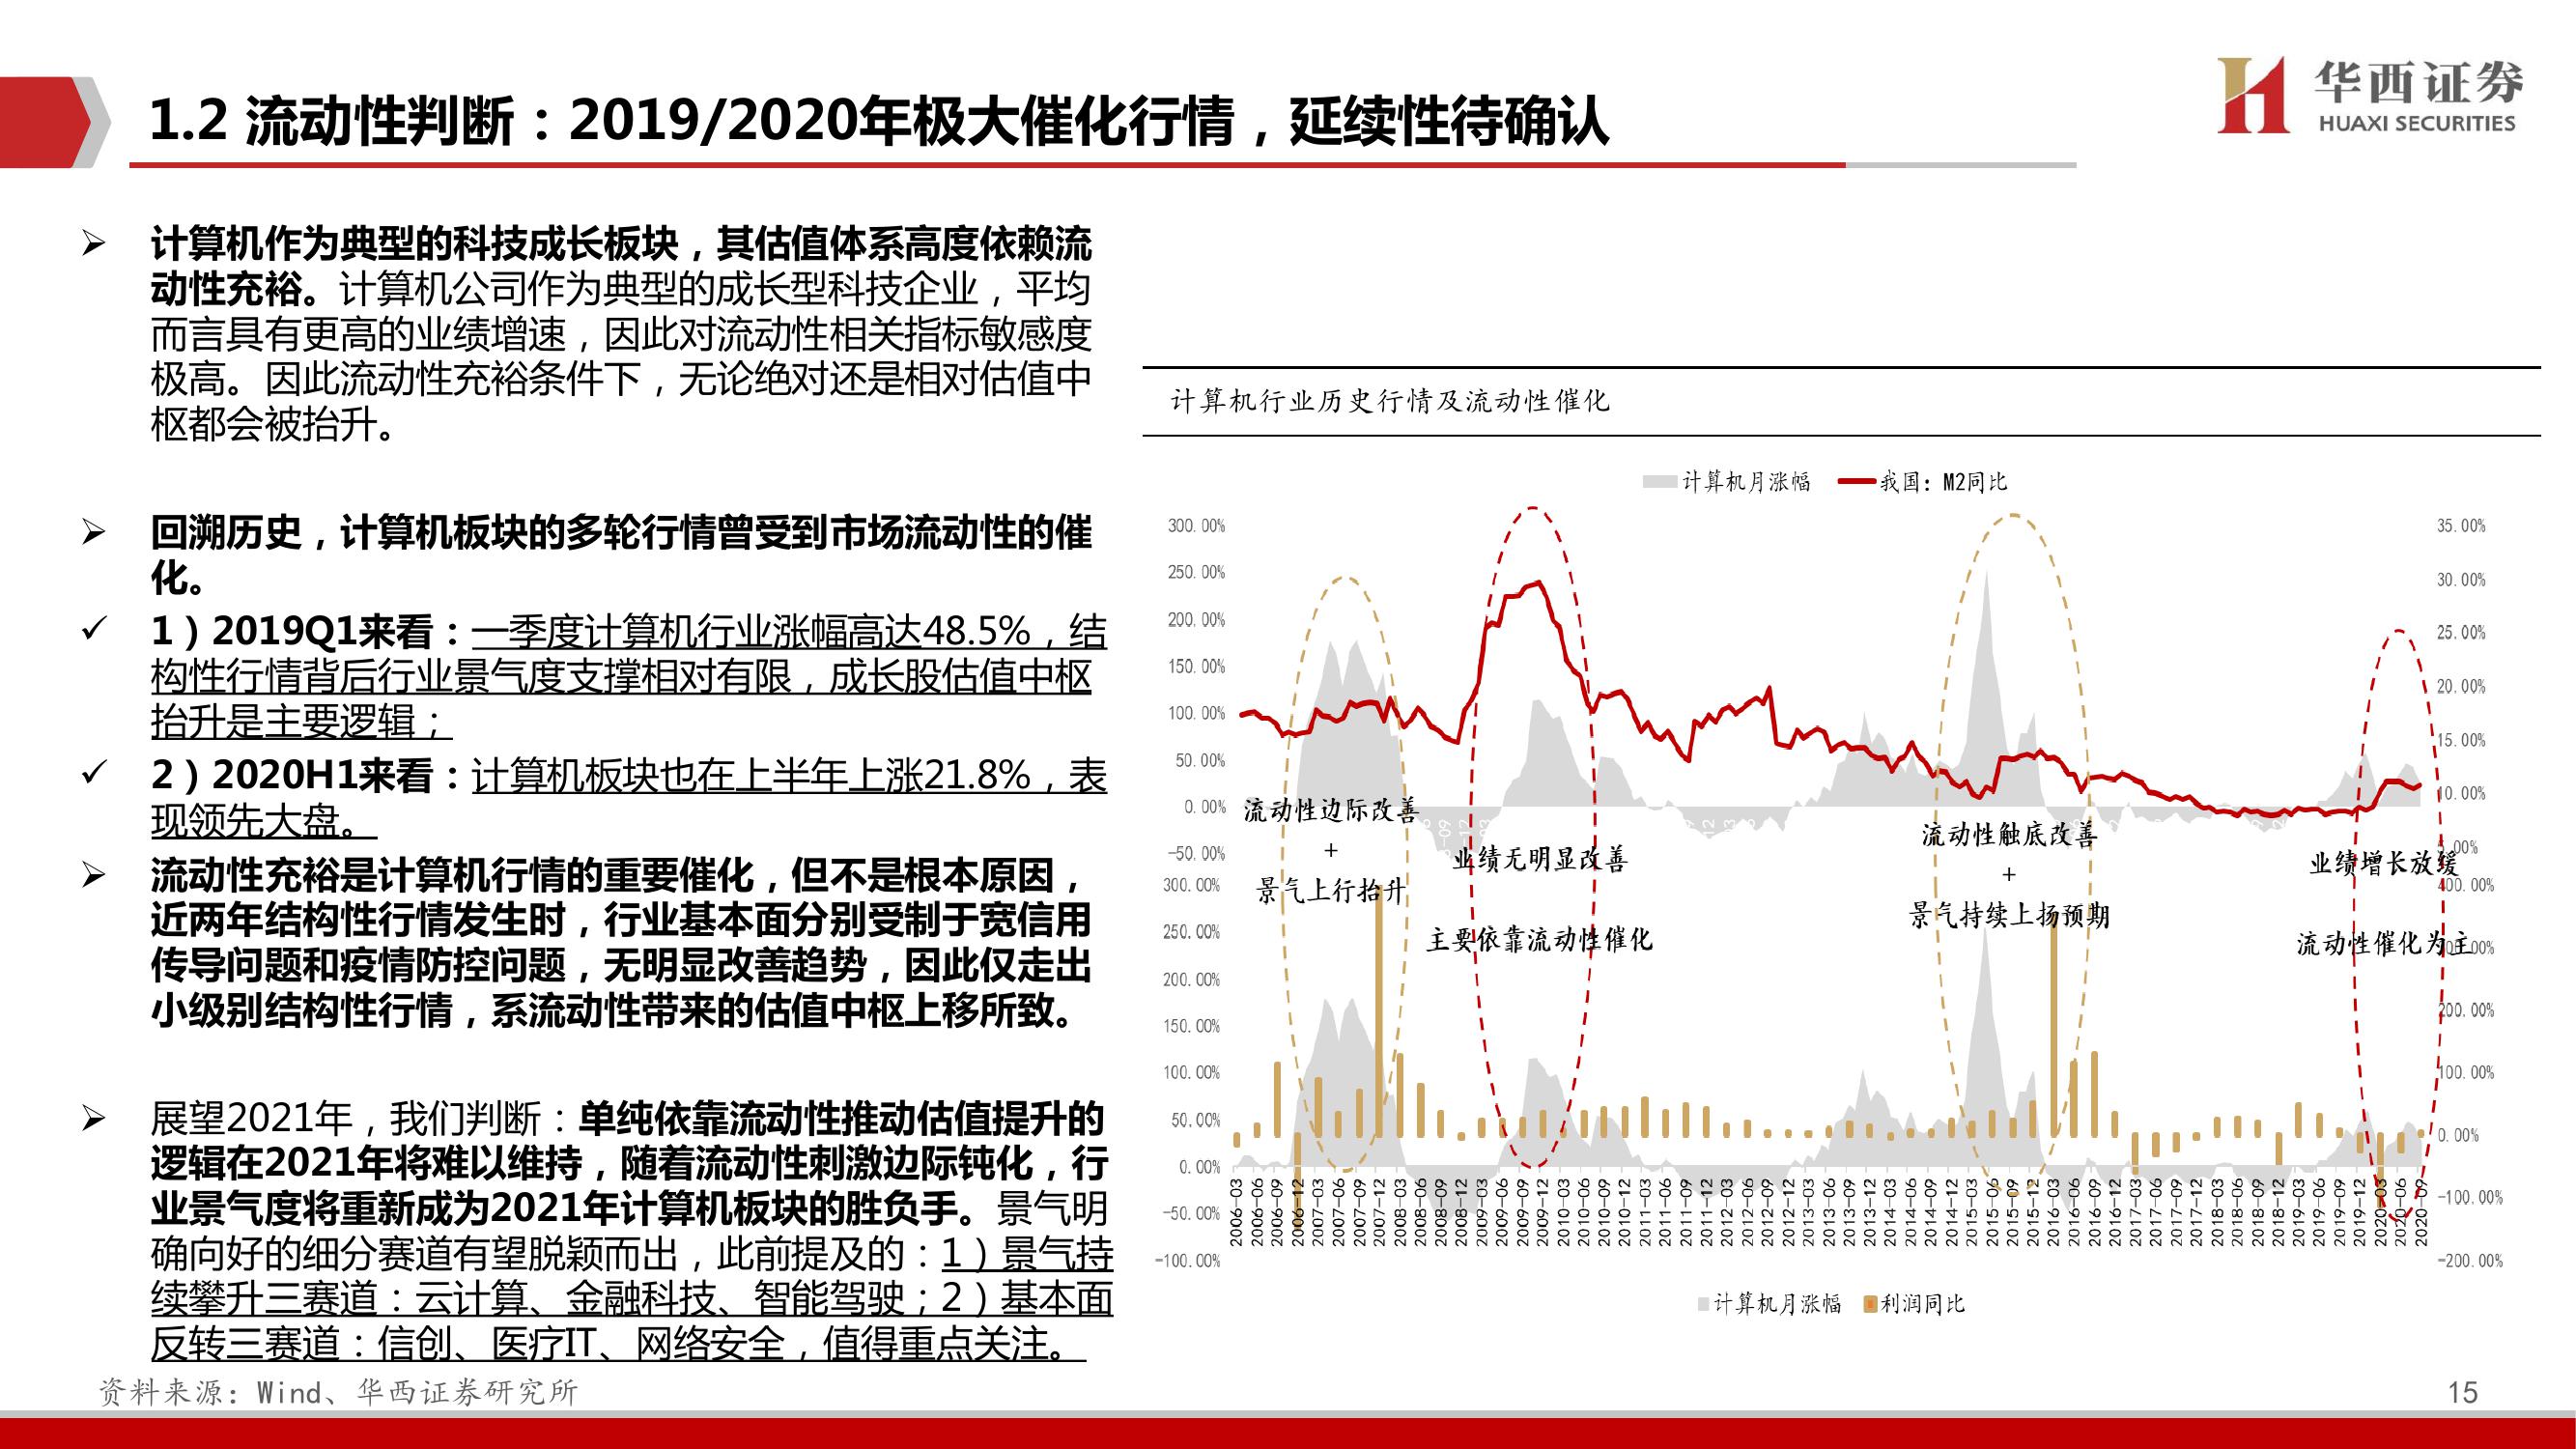 1.2 流动性判断：2019/2020年极大催化行情，延续性待确认
华西证券
HUAXI SECURITIES
计算机作为典型的科技成长板块，其估值体系高度依赖流
动性充裕。计算机公司作为典型的成长型科技企业，平均
而言具有更高的业绩增速，因此对流动性相关指标敏感度
极高。因此流动性充裕条件下，无论绝对还是相对估值中
枢都会被抬升。
回溯历史，计算机板块的多轮行情曾受到市场流动性的催
化。
1）2019Q1来看：一季度计算机行业涨幅高达48.5%，结
构性行情背后行业景气度支撑相对有限，成长股估值中枢
抬升是主要逻辑；
2）2020H1来看：计算机板块也在上半年上涨21.8%，表
现领先大盘。
流动性充裕是计算机行情的重要催化，但不是根本原因，
近两年结构性行情发生时，行业基本面分别受制于宽信用
传导问题和疫情防控问题，无明显改善趋势，因此仅走出
小级别结构性行情，系流动性带来的估值中枢上移所致。
展望2021年，我们判断：单纯依靠流动性推动估值提升的
逻辑在2021年将难以维持，随着流动性刺激边际钝化，行
业景气度将重新成为2021年计算机板块的胜负手。景气明
确向好的细分赛道有望脱颖而出，此前提及的：1）景气持
续攀升三赛道：云计算、金融科技、智能驾驶；2）基本面
反转三赛道：信创、医疗IT、网络安全，值得重点关注。
计算机行业历史行情及流动性催化
计算机月涨幅 我国：M2同比
300.00%
250.00%
200.00%
150.00%
100.00%
50.00%
0.00%
-50.00%
35.00%
30.00%
25.00%
20.00%
15.00%
10.00%
流动性边际改善
+
景气上行抬升
业绩无明显改善
主要依靠流动性催化
流动性触底改善
+
景气持续上扬预期
业绩增长放缓
流动性催化为主
300.00%
250.00%
200.00%
150.00%
100.00%
50.00%
0.00%
-50.00%
-100.00%
400.00%
300.00%
200.00%
100.00%
0.00%
-100.00%
-200.00%
2006-03
2006-06
2006-09
2006-12
2007-03
2007-06
2007-09
2007-12
2008-03
2008-06
2008-09
2008-12
2009-03
2009-06
2009-09
2009-12
2010-03
2010-06
2010-09
2010-12
2011-03
2011-06
2011-09
2011-12
2012-03
2012-06
2012-09
2012-12
2013-03
2013-06
2013-09
2013-12
2014-03
2014-06
2014-09
2014-12
2015-03
2015-06
2015-09
2015-12
2016-03
2016-06
2016-09
2016-12
2017-03
2017-06
2017-09
2017-12
2018-03
2018-06
2018-09
2018-12
2019-03
2019-06
2019-09
2019-12
2020-03
2020-06
2020-09
计算机月涨幅 利润同比
资料来源：Wind、华西证券研究所
15